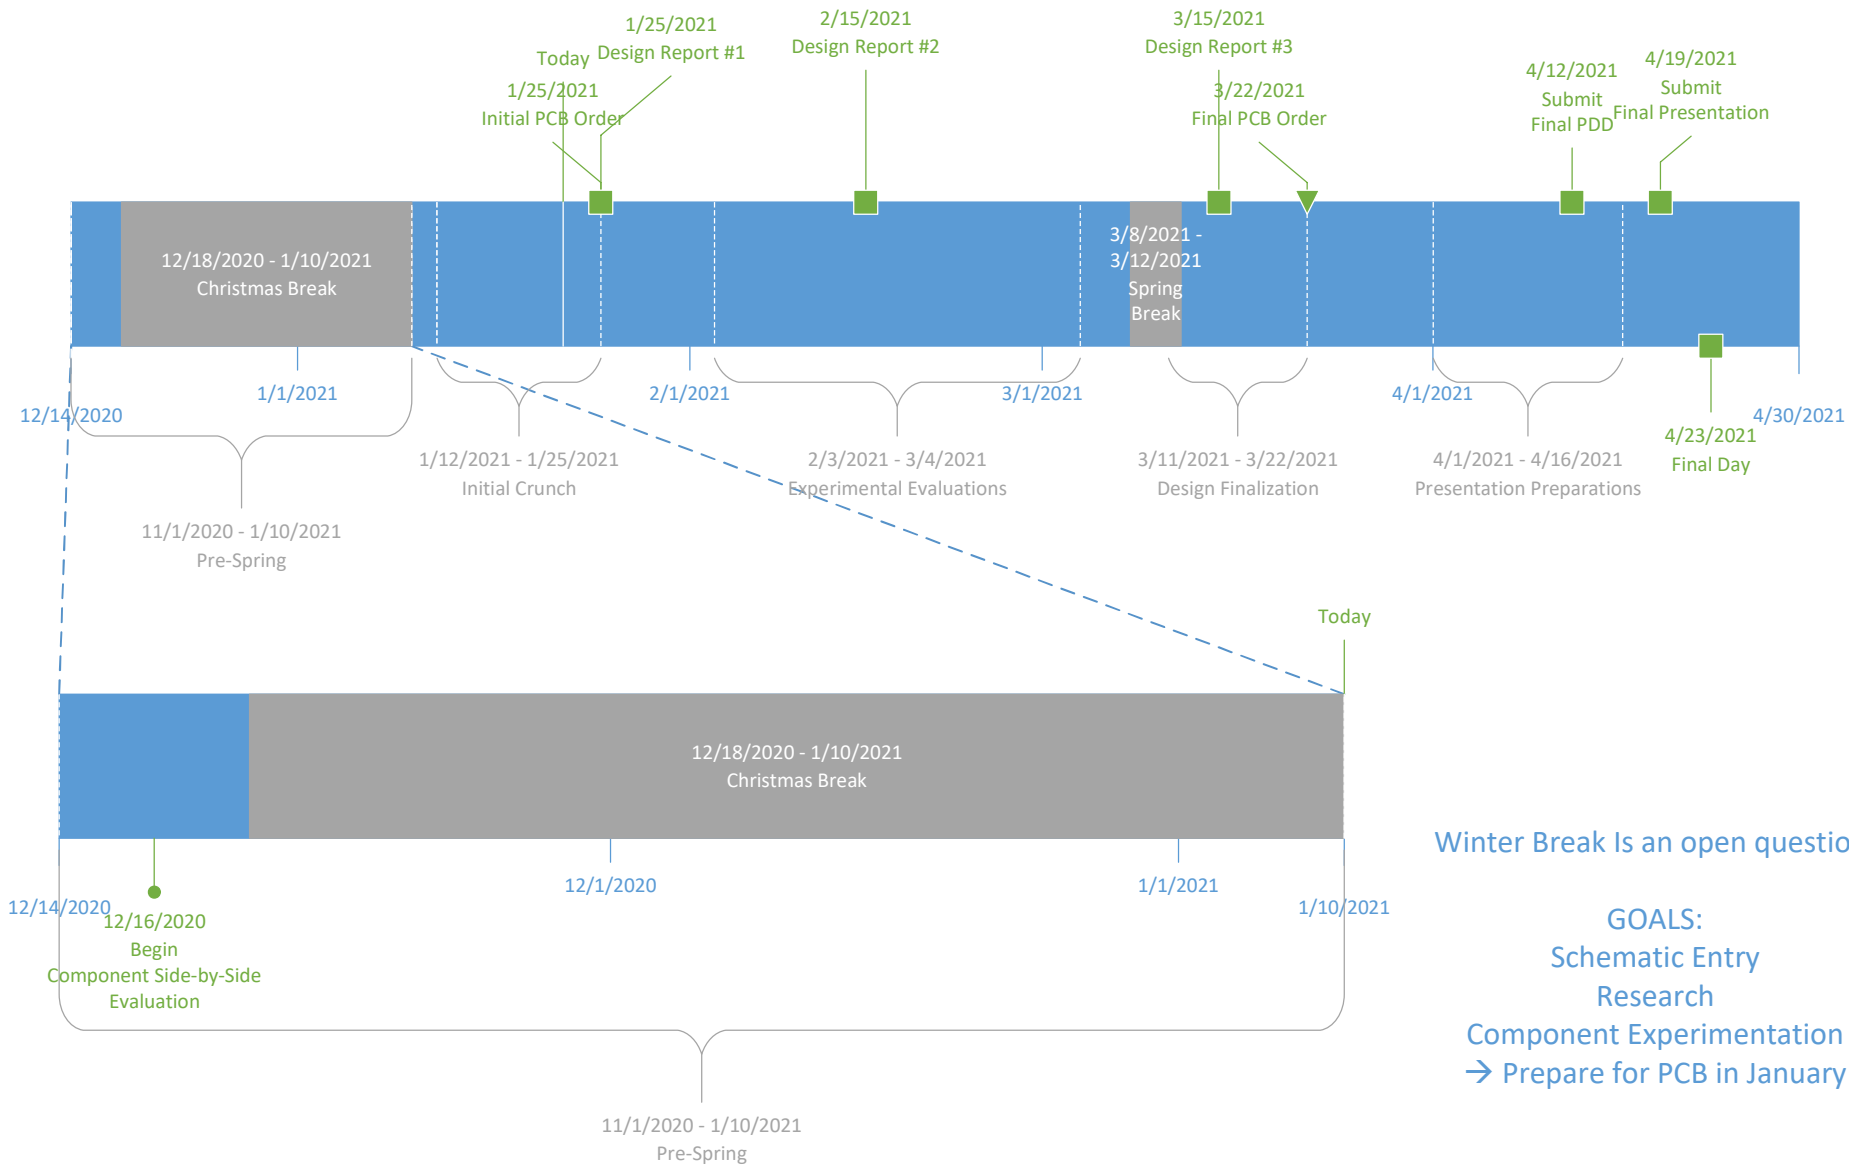 1/25/2021
Design Report #1
2/15/2021
Design Report #2
3/15/2021
Design Report #3
Today
1/25/2021
Initial PCB Order
3/22/2021
Final PCB Order
4/12/2021
Submit
Final PDD
4/19/2021
Submit
Final Presentation
12/18/2020 - 1/10/2021
Christmas Break
3/8/2021 -
3/12/2021
Spring
Break
12/14/2020
1/1/2021
2/1/2021
3/1/2021
4/1/2021
4/30/2021
4/23/2021
Final Day
11/1/2020 - 1/10/2021
Pre-Spring
1/12/2021 - 1/25/2021
Initial Crunch
2/3/2021 - 3/4/2021
Experimental Evaluations
3/11/2021 - 3/22/2021
Design Finalization
4/1/2021 - 4/16/2021
Presentation Preparations
Today
12/18/2020 - 1/10/2021
Christmas Break
12/14/2020
12/1/2020
1/1/2021
1/10/2021
12/16/2020
Begin
Component Side-by-Side
Evaluation
11/1/2020 - 1/10/2021
Pre-Spring
Winter Break Is an open questio
GOALS:
Schematic Entry
Research
Component Experimentation
→ Prepare for PCB in January